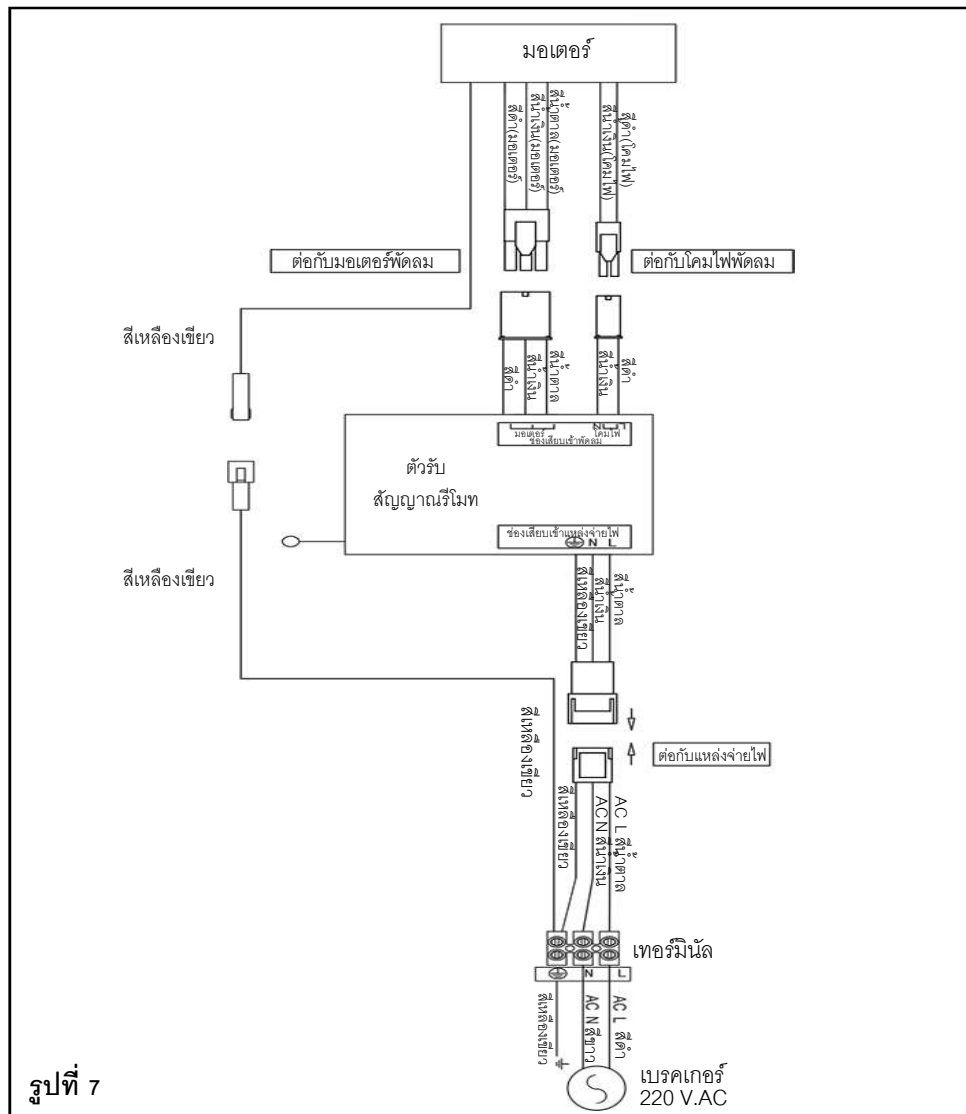 มอเตอร์
สีดำ(มอเตอร์)
สีน้ำเงิน(มอเตอร์)
สีน้ำตาล(มอเตอร์)
สีน้ำเงิน(โคมไฟ)
สีดำ(โคมไฟ)
ต่อกับมอเตอร์พัดลม
ต่อกับโคมไฟพัดลม
สีเหลืองเขียว
สีดำ
สีน้ำเงิน
สีน้ำตาล
สีน้ำเงิน
สีดำ
มอเตอร์
โคมไฟ
N L
ช่องเสียบเข้าพัดลม
ตัวรับ
สัญญาณรีโมท
ช่องเสียบเข้าแหล่งจ่ายไฟ
N L
สีเหลืองเขียว
สีเหลืองเขียว
สีน้ำเงิน
สีน้ำตาล
ต่อกับแหล่งจ่ายไฟ
สีเหลืองเขียว
สีเหลืองเขียว
AC N สีน้ำเงิน
AC L สีน้ำตาล
เทอร์มินัล
N L
สีเหลืองเขียว
AC N สีขาว
AC L สีดำ
เบรคเกอร์
220 V.AC
รูปที่ 7